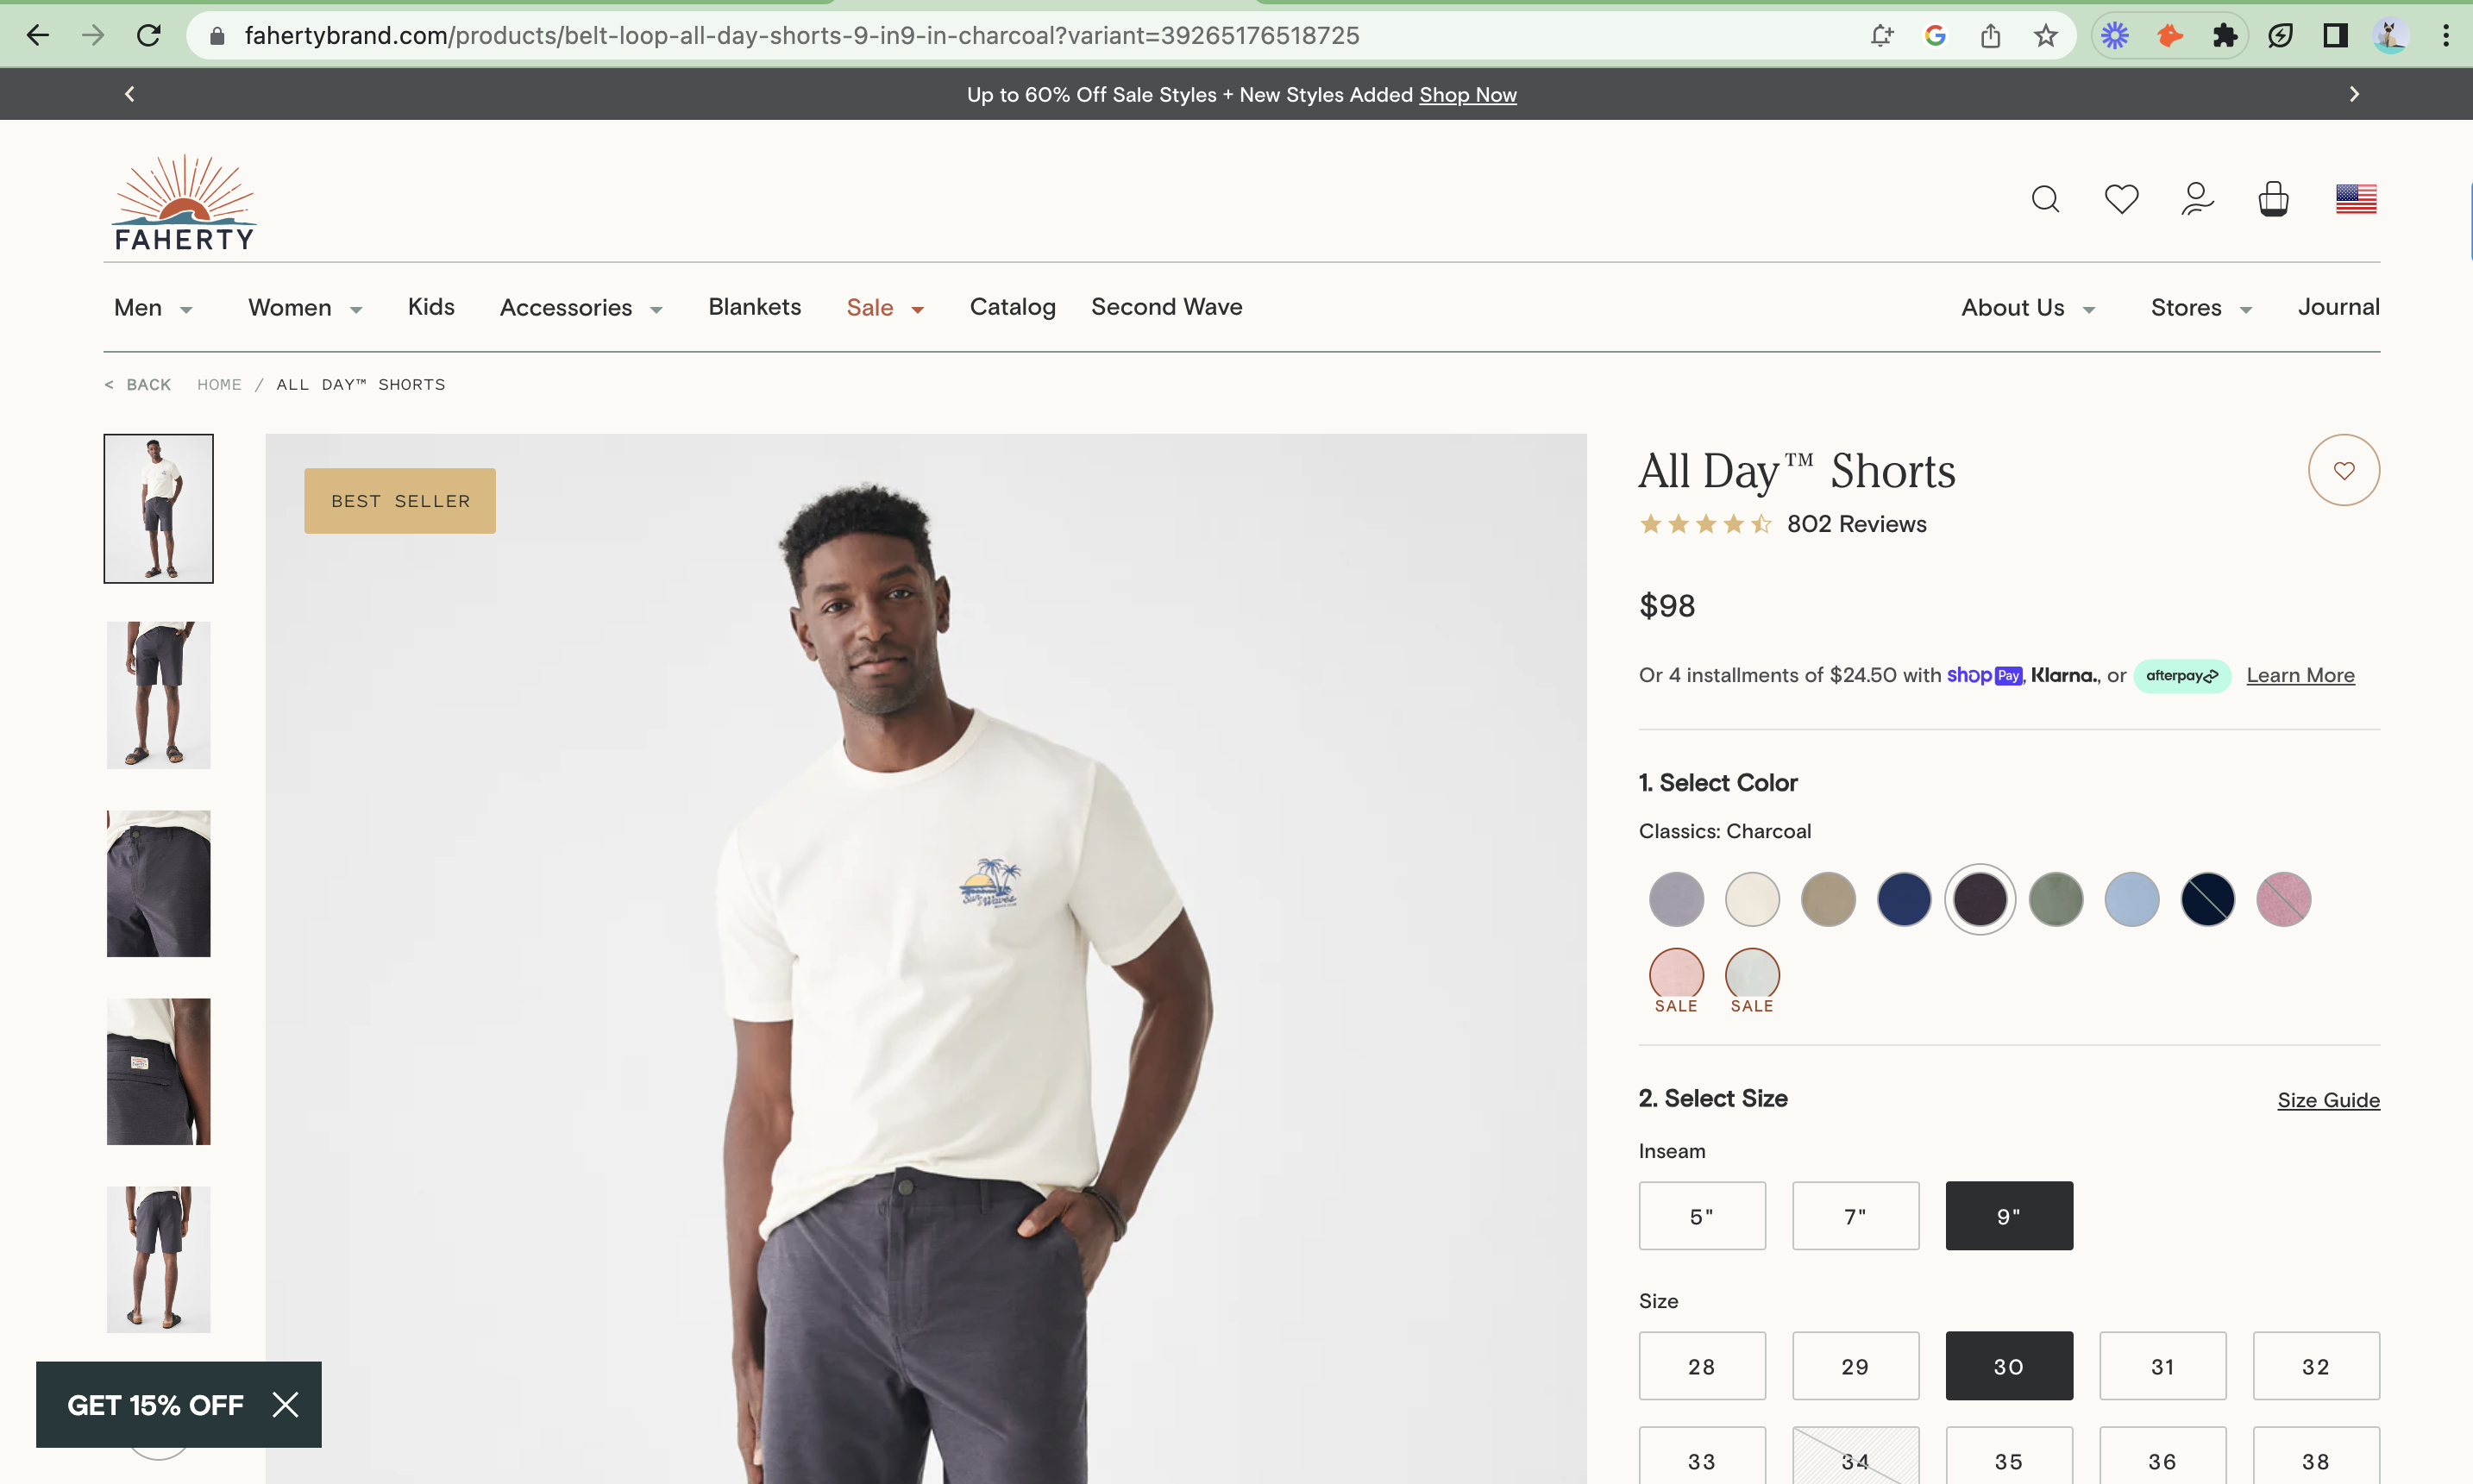 fahertybrand.com/products/belt-loop-all-day-shorts-9-in9-in-charcoal?variant=39265176518725
Up to 60% Off Sale Styles + New Styles Added Shop Now
FAHERTY
Men Women Kids Accessories Blankets Sale Catalog Second Wave About Us Stores Journal
< BACK HOME / ALL DAY™ SHORTS
BEST SELLER
All Day™ Shorts
802 Reviews
$98
Or 4 installments of $24.50 with shop Pay, Klarna., or afterpay Learn More
1. Select Color
Classics: Charcoal
SALE SALE
2. Select Size
Size Guide
Inseam
5" 7" 9"
Size
28 29 30 31 32
33 34 35 36 38
GET 15% OFF
Sun & Waves